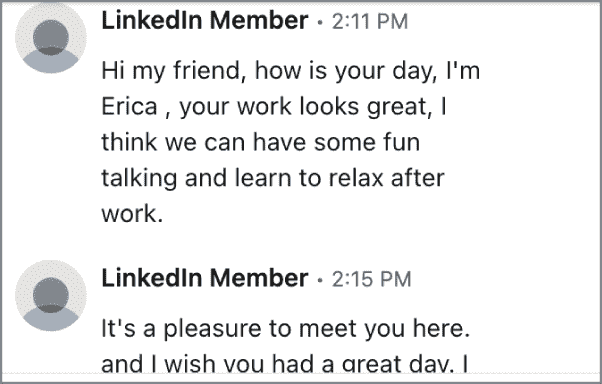 LinkedIn Member • 2:11 PM
Hi my friend, how is your day, I'm
Erica , your work looks great, I
think we can have some fun
talking and learn to relax after
work.
LinkedIn Member • 2:15 PM
It's a pleasure to meet you here.
and I wish you had a great day. I